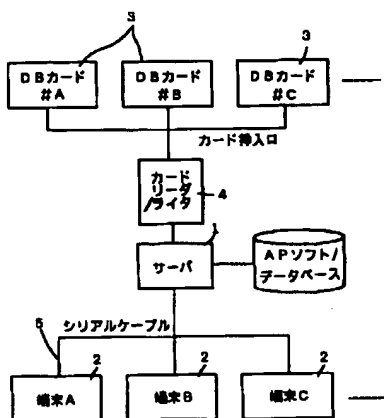 3
3
DBカード
#A
DBカード
#B
DBカード
#C
カード挿入口
カード
リーダ
/ライタ
4
1
サーバ
APソフト/
データベース
5
シリアルケーブル
2
2
2
端末A
端末B
端末C